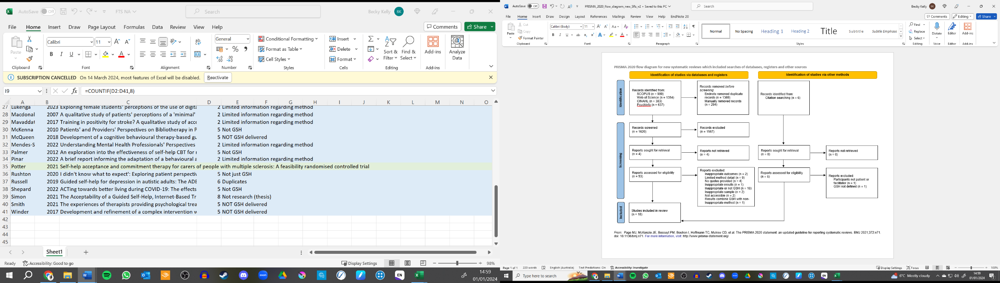 AutoSave Off FTS NA Search Becky Kelly BK
File Home Insert Draw Page Layout Formulas Data Review View Help Comments Share
Paste Calibri 11 General Conditional Formatting Insert Sort & Filter Find & Select Add-ins Analyze Data
B I U Format as Table Delete
Cell Styles Format
Clipboard Font Alignment Number Styles Cells Editing Add-ins
SUBSCRIPTION CANCELLED On 14 March 2024, most features of Excel will be disabled. Reactivate
I9 fx =COUNTIF(D2:D41,8)
A B C D E F G H I J K L M N O
27 Lukenga 2023 Exploring female students' perceptions of the use of digita 2 Limited information regarding method
28 Macdonal 2007 A qualitative study of patients' perceptions of a 'minimal' 2 Limited information regarding method
29 Mavaddat 2017 Training in positivity for stroke? A qualitative study of acce 2 Limited information regarding method
30 McKenna 2010 Patients' and Providers' Perspectives on Bibliotherapy in P 5 Not GSH
31 McQueen 2018 Development of a cognitive behavioural therapy-based gu 5 NOT GSH delivered
32 Mendes-S 2022 Understanding Mental Health Professionals' Perspectives 2 Limited information regarding method
33 Palmer 2012 An exploration into the effectiveness of self-help CBT for r 5 Not GSH
34 Pinar 2022 A brief report informing the adaptation of a behavioural a 2 Limited information regarding method
35 Potter 2021 Self-help acceptance and commitment therapy for carers of people with multiple sclerosis: A feasibility randomised controlled trial
36 Rushton 2020 I didn't know what to expect': Exploring patient perspectiv 5 Not just GSH
37 Russell 2019 Guided self-help for depression in autistic adults: The ADE 6 Duplicates
38 Shepard 2022 ACTing towards better living during COVID-19: The effects 5 Not GSH
39 Simon 2021 The Acceptability of a Guided Self-Help, Internet-Based Tr 8 Not research (thesis)
40 Smith 2021 The experiences of therapists providing psychological trea 5 NOT GSH delivered
41 Winder 2017 Development and refinement of a complex intervention w 5 NOT GSH delivered
42
43
44
45
Sheet1
Ready Accessibility: Good to go Display Settings 98%
14:59
01/01/2024
AutoSave Off PRISMA_2020_flow_diagram_new_SRs_v2 • Saved to this PC Search Becky Kelly BK
File Home Insert Draw Design Layout References Mailings Review View Help EndNote 20 Comments Editing Share
Paste Cut Copy Format Painter Calibri (Body) 11 Normal No Spacing Heading 1 Heading 2 Title Subtitle Subtle Emphasis Find Replace Select Dictate Editor Add-ins
Clipboard Font Paragraph Styles Editing Voice Editor Add-ins
PRISMA 2020 flow diagram for new systematic reviews which included searches of databases, registers and other sources
Identification of studies via databases and registers
Identification of studies via other methods
Identification
Records identified from:
SCOPUS (n = 909)
Web of Science (n = 1354)
CINAHL (n = 383)
PsychInfo (n = 637)
Records removed before
screening:
Endnote removed duplicate
records (n = 1369)
Manually removed records
(n = 294)
Records identified from:
Citation searching (n = 6)
Screening
Records screened
(n = 1620)
Records excluded
(n = 1567)
Reports sought for retrieval
(n = 4)
Reports not retrieved
(n = 4)
Reports sought for retrieval
(n = 0)
Reports not retrieved
(n = 0)
Reports assessed for eligibility
(n = 53)
Reports excluded:
Inappropriate outcomes (n = 2)
Limited method detail (n = 9)
No quotes provided (n = 4)
Inappropriate results (n = 1)
Inappropriate or not GSH (n = 18)
Inappropriate sample (n = 2)
Not accessible (n = 2)
Results combine GSH with non-
Inappropriate method (n = 1)
Reports assessed for eligibility
(n = 6)
Reports excluded:
Participants not patient or
facilitator (n = 1)
GSH not defined (n = 1)
Included
Studies included in review
(n = 18)
From: Page MJ, McKenzie JE, Bossuyt PM, Boutron I, Hoffmann TC, Mulrow CD, et al. The PRISMA 2020 statement: an updated guideline for reporting systematic reviews. BMJ 2021;372:n71.
doi: 10.1136/bmj.n71. For more information, visit: http://www.prisma-statement.org/
Page 1 of 1 220 words English (Australia) Text Predictions: On Accessibility: Investigate Display Settings Focus 100%
Type here to search 6°C Mostly cloudy 14:59
01/01/2024